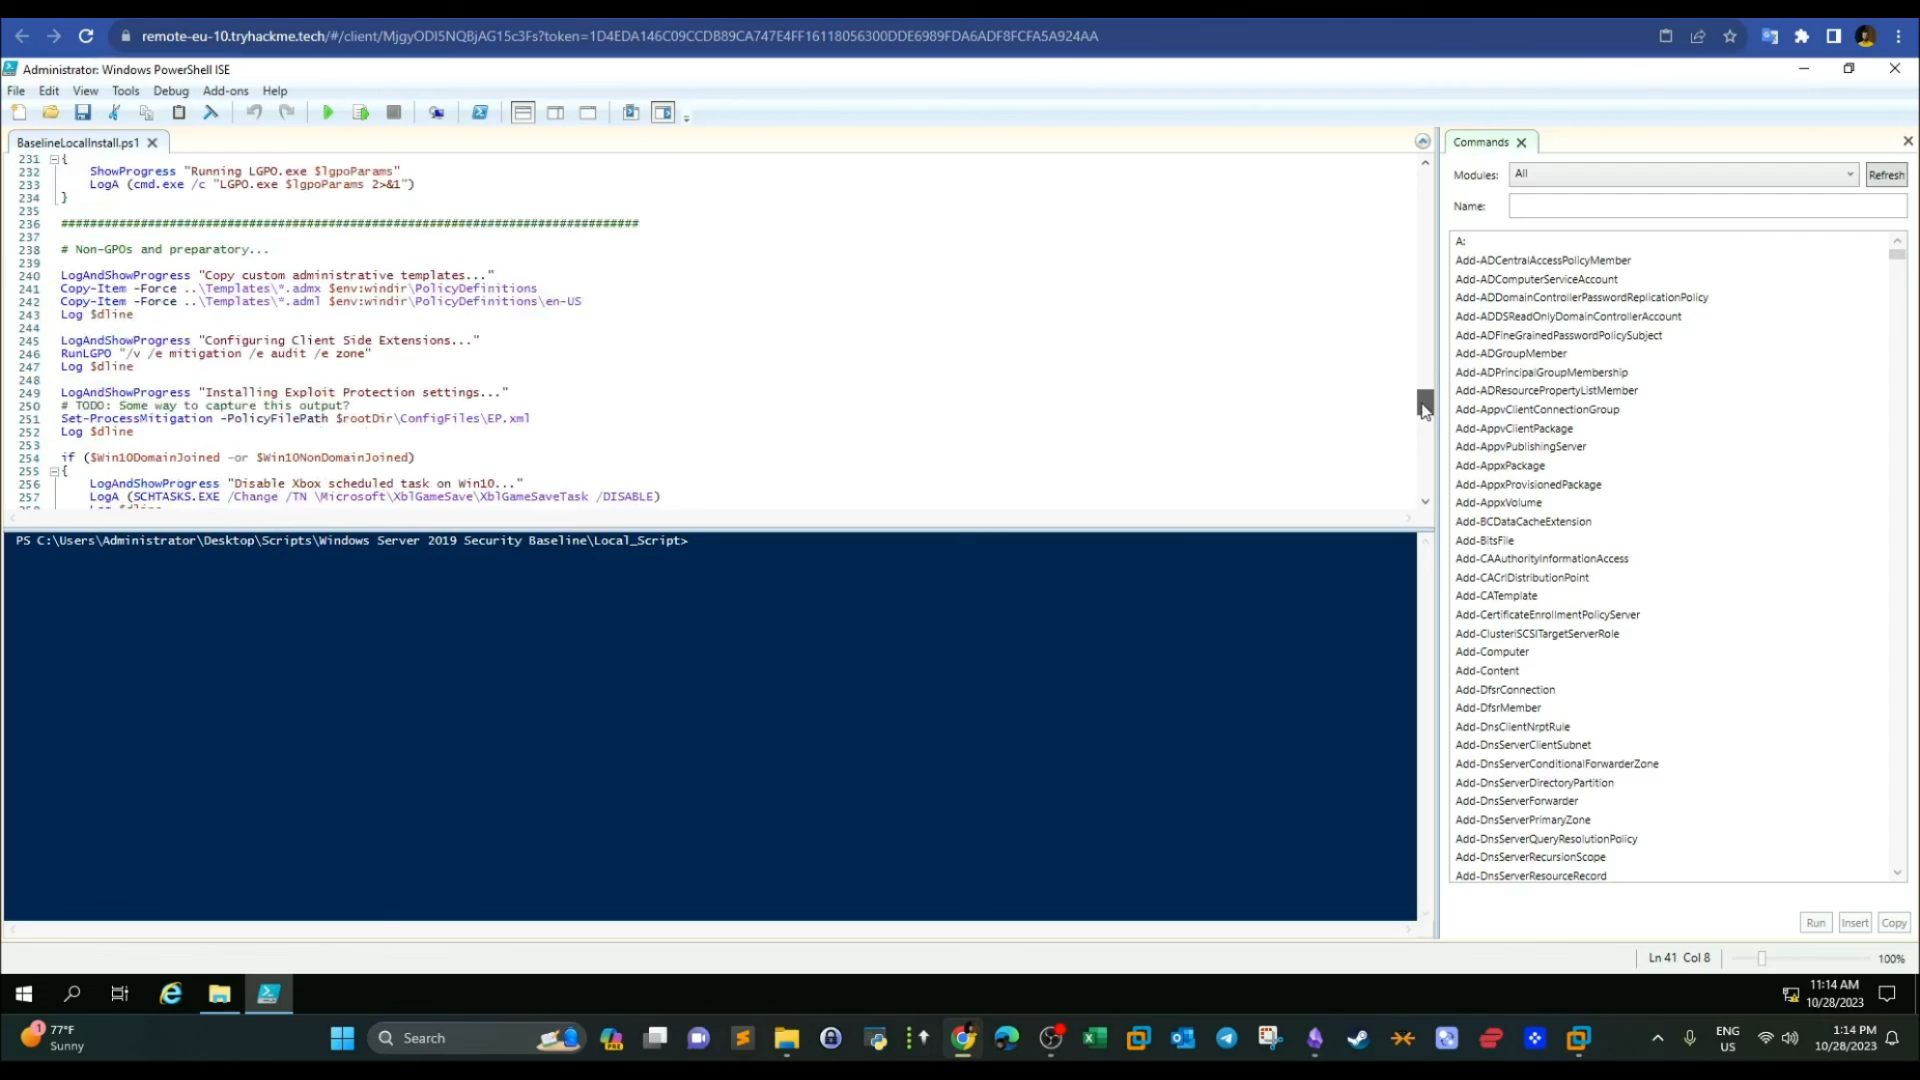 remote-eu-10.tryhackme.tech/#/client/MjgyODI5NQBjAG15c3Fs?token=1D4EDA146C09CCDB89CA747E4FF16118056300DDE6989FDA6ADF8FCFA5A924AA
Administrator: Windows PowerShell ISE
File Edit View Tools Debug Add-ons Help
BaselineLocalInstall.ps1
231 {
232 ShowProgress "Running LGPO.exe $lgpoParams"
233 LogA (cmd.exe /c "LGPO.exe $lgpoParams 2>&1")
234 }
235
236 ################################################################################
237
238 # Non-GPOs and preparatory...
239
240 LogAndShowProgress "Copy custom administrative templates..."
241 Copy-Item -Force ..\Templates\*.admx $env:windir\PolicyDefinitions
242 Copy-Item -Force ..\Templates\*.adml $env:windir\PolicyDefinitions\en-US
243 Log $dline
244
245 LogAndShowProgress "Configuring Client Side Extensions..."
246 RunLGPO "/v /e mitigation /e audit /e zone"
247 Log $dline
248
249 LogAndShowProgress "Installing Exploit Protection settings..."
250 # TODO: Some way to capture this output?
251 Set-ProcessMitigation -PolicyFilePath $rootDir\ConfigFiles\EP.xml
252 Log $dline
253
254 if ($Win10DomainJoined -or $Win10NonDomainJoined)
255 {
256 LogAndShowProgress "Disable Xbox scheduled task on Win10..."
257 LogA (SCHTASKS.EXE /Change /TN \Microsoft\XblGameSave\XblGameSaveTask /DISABLE)
PS C:\Users\Administrator\Desktop\Scripts\Windows Server 2019 Security Baseline\Local_Script>
Commands
Modules: All Refresh
Name:
A:
Add-ADCentralAccessPolicyMember
Add-ADComputerServiceAccount
Add-ADDomainControllerPasswordReplicationPolicy
Add-ADDSReadOnlyDomainControllerAccount
Add-ADFineGrainedPasswordPolicySubject
Add-ADGroupMember
Add-ADPrincipalGroupMembership
Add-ADResourcePropertyListMember
Add-AppvClientConnectionGroup
Add-AppvClientPackage
Add-AppvPublishingServer
Add-AppxPackage
Add-AppxProvisionedPackage
Add-AppxVolume
Add-BCDataCacheExtension
Add-BitsFile
Add-CAAuthorityInformationAccess
Add-CACrlDistributionPoint
Add-CATemplate
Add-CertificateEnrollmentPolicyServer
Add-ClusteriSCSITargetServerRole
Add-Computer
Add-Content
Add-DfsrConnection
Add-DfsrMember
Add-DnsClientNrptRule
Add-DnsServerClientSubnet
Add-DnsServerConditionalForwarderZone
Add-DnsServerDirectoryPartition
Add-DnsServerForwarder
Add-DnsServerPrimaryZone
Add-DnsServerQueryResolutionPolicy
Add-DnsServerRecursionScope
Add-DnsServerResourceRecord
Run Insert Copy
Ln 41 Col 8
100%
11:14 AM
10/28/2023
1
77°F
Sunny
Search
ENG
US
1:14 PM
10/28/2023